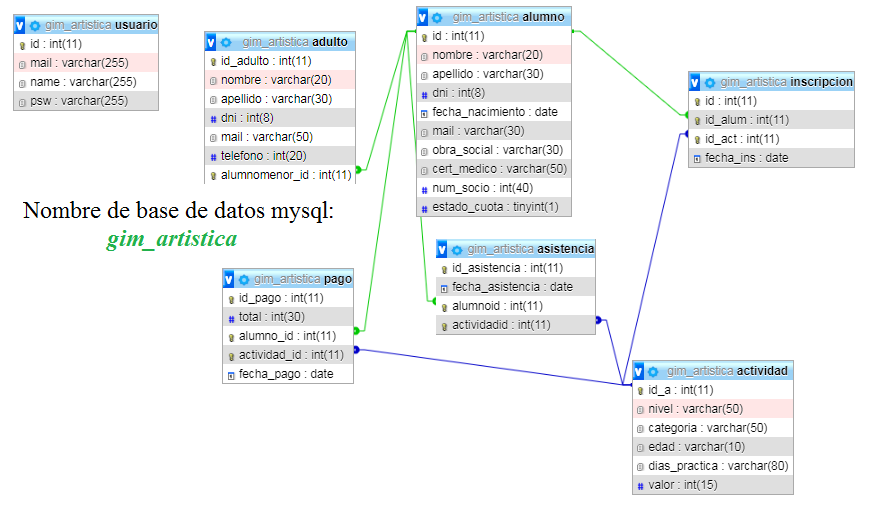 gim_artistica usuario
id : int(11)
mail : varchar(255)
name : varchar(255)
psw : varchar(255)
gim_artistica adulto
id_adulto : int(11)
nombre : varchar(20)
apellido : varchar(30)
dni : int(8)
mail : varchar(50)
telefono : int(20)
alumnomenor_id : int(11)
gim_artistica alumno
id : int(11)
nombre : varchar(20)
apellido : varchar(30)
dni : int(8)
fecha_nacimiento : date
mail : varchar(30)
obra_social : varchar(30)
cert_medico : varchar(50)
num_socio : int(40)
estado_cuota : tinyint(1)
gim_artistica inscripcion
id : int(11)
id_alum : int(11)
id_act : int(11)
fecha_ins : date
Nombre de base de datos mysql:
gim_artistica
gim_artistica pago
id_pago : int(11)
total : int(30)
alumno_id : int(11)
actividad_id : int(11)
fecha_pago : date
gim_artistica asistencia
id_asistencia : int(11)
fecha_asistencia : date
alumnoid : int(11)
actividadid : int(11)
gim_artistica actividad
id_a : int(11)
nivel : varchar(50)
categoria : varchar(50)
edad : varchar(10)
dias_practica : varchar(80)
valor : int(15)